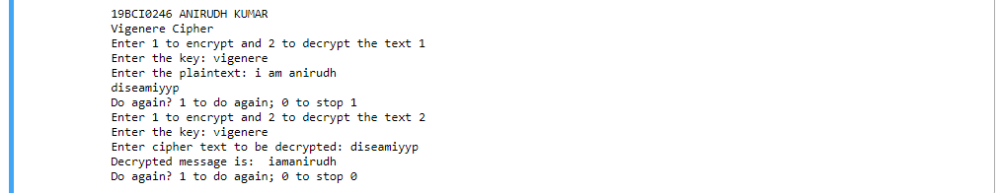 19BCI0246 ANIRUDH KUMAR
Vigenere Cipher
Enter 1 to encrypt and 2 to decrypt the text 1
Enter the key: vigenere
Enter the plaintext: i am anirudh
diseamiyyp
Do again? 1 to do again; 0 to stop 1
Enter 1 to encrypt and 2 to decrypt the text 2
Enter the key: vigenere
Enter cipher text to be decrypted: diseamiyyp
Decrypted message is:  iamanirudh
Do again? 1 to do again; 0 to stop 0